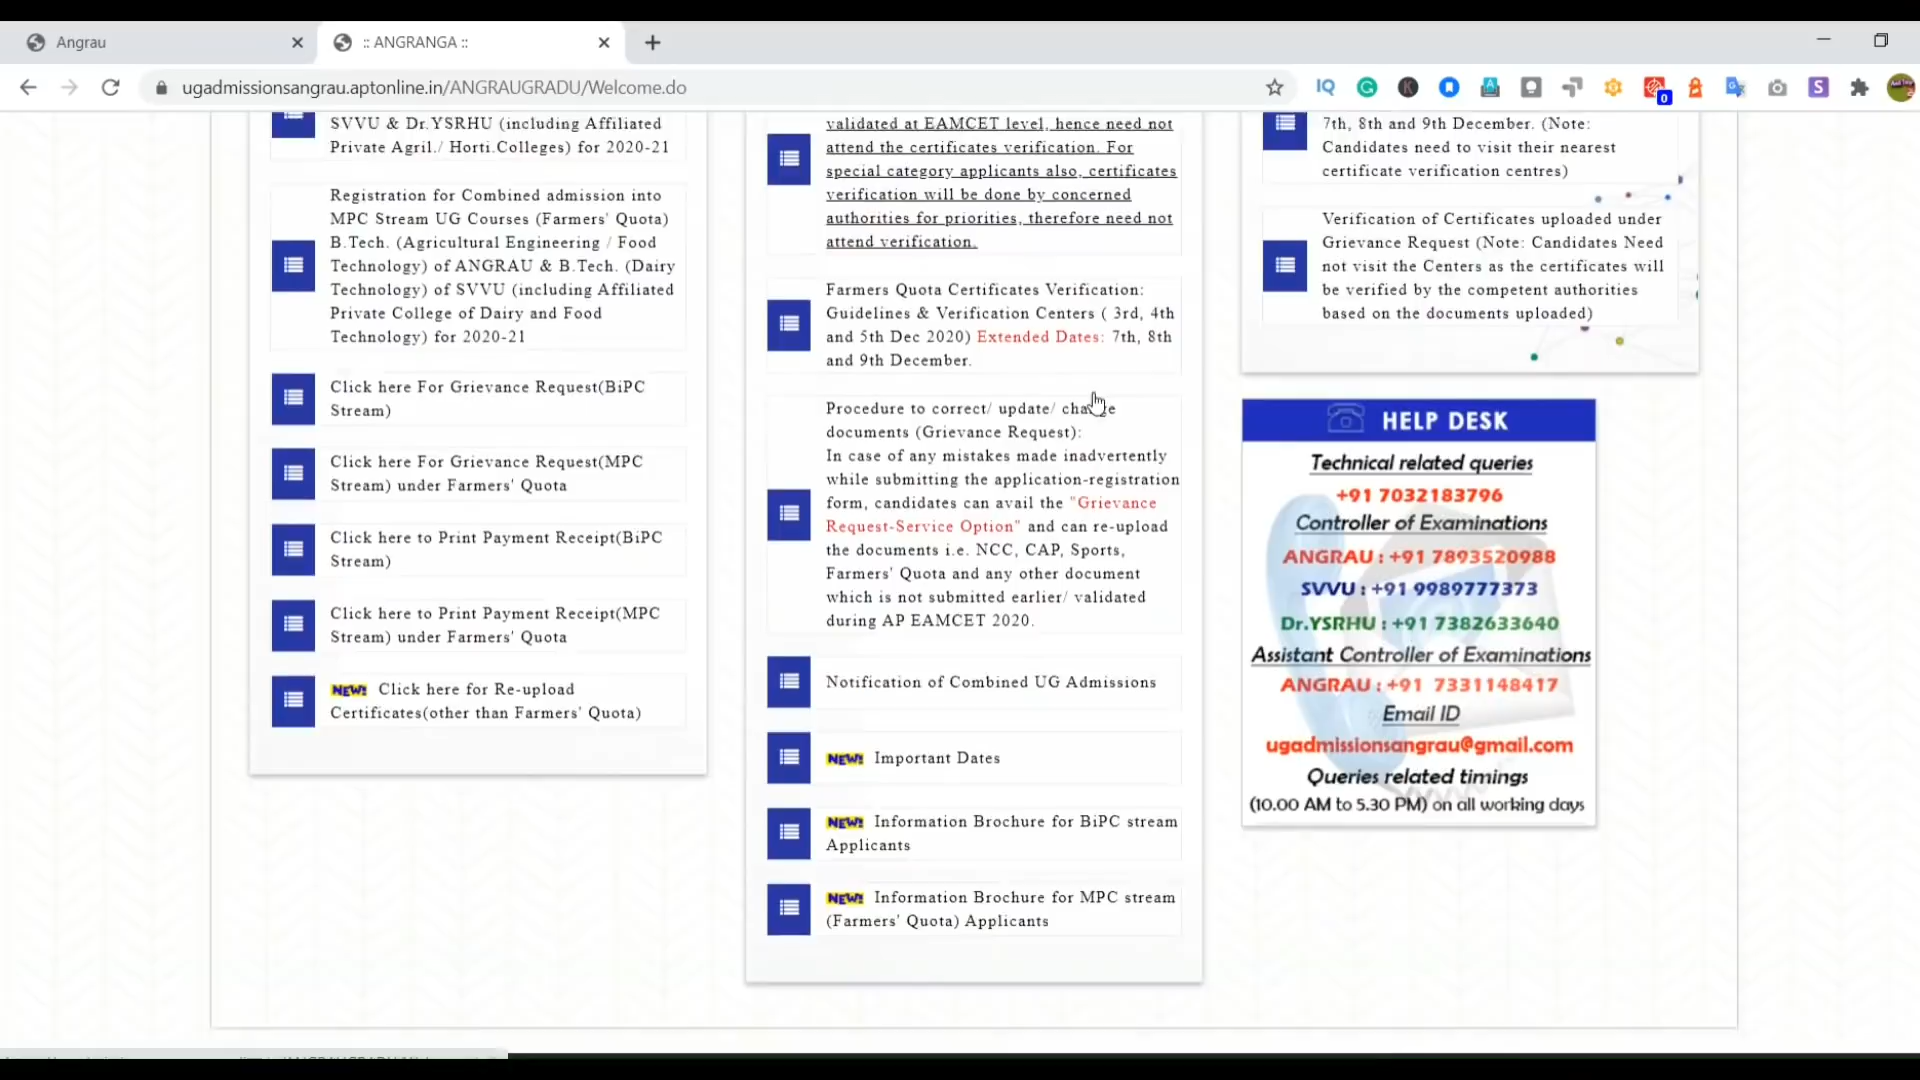 Angrau
:: ANGRANGA ::
ugadmissionsangrau.aptonline.in/ANGRAUGRADU/Welcome.do
IQ
0
S
SVVU & Dr.YSRHU (including Affiliated
Private Agril./ Horti.Colleges) for 2020-21
Registration for Combined admission into
MPC Stream UG Courses (Farmers' Quota)
B.Tech. (Agricultural Engineering / Food
Technology) of ANGRAU & B.Tech. (Dairy
Technology) of SVVU (including Affiliated
Private College of Dairy and Food
Technology) for 2020-21
Click here For Grievance Request(BiPC
Stream)
Click here For Grievance Request(MPC
Stream) under Farmers' Quota
Click here to Print Payment Receipt(BiPC
Stream)
Click here to Print Payment Receipt(MPC
Stream) under Farmers' Quota
NEW! Click here for Re-upload
Certificates(other than Farmers' Quota)
validated at EAMCET level, hence need not
attend the certificates verification. For
special category applicants also, certificates
verification will be done by concerned
authorities for priorities, therefore need not
attend verification.
Farmers Quota Certificates Verification:
Guidelines & Verification Centers ( 3rd, 4th
and 5th Dec 2020) Extended Dates: 7th, 8th
and 9th December.
Procedure to correct/ update/ change
documents (Grievance Request):
In case of any mistakes made inadvertently
while submitting the application-registration
form, candidates can avail the "Grievance
Request-Service Option" and can re-upload
the documents i.e. NCC, CAP, Sports,
Farmers' Quota and any other document
which is not submitted earlier/ validated
during AP EAMCET 2020.
Notification of Combined UG Admissions
NEW! Important Dates
NEW! Information Brochure for BiPC stream
Applicants
NEW! Information Brochure for MPC stream
(Farmers' Quota) Applicants
7th, 8th and 9th December. (Note:
Candidates need to visit their nearest
certificate verification centres)
Verification of Certificates uploaded under
Grievance Request (Note: Candidates Need
not visit the Centers as the certificates will
be verified by the competent authorities
based on the documents uploaded)
HELP DESK
Technical related queries
+91 7032183796
Controller of Examinations
ANGRAU : +91 7893520988
SVVU : +91 9989777373
Dr.YSRHU : +91 7382633640
Assistant Controller of Examinations
ANGRAU : +91 7331148417
Email ID
ugadmissionsangrau@gmail.com
Queries related timings
(10.00 AM to 5.30 PM) on all working days